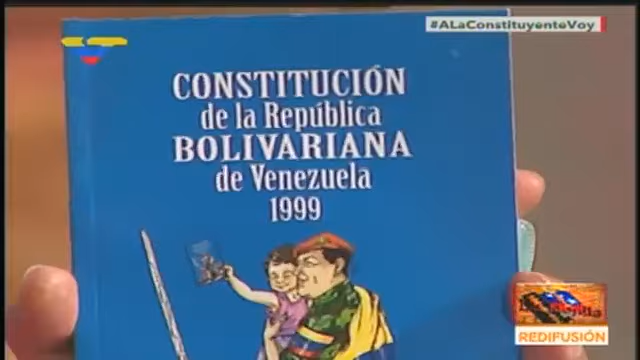 #ALaConstituyenteVoy
CONSTITUCIÓN
de la República
BOLIVARIANA
de Venezuela
1999
REDIFUSIÓN